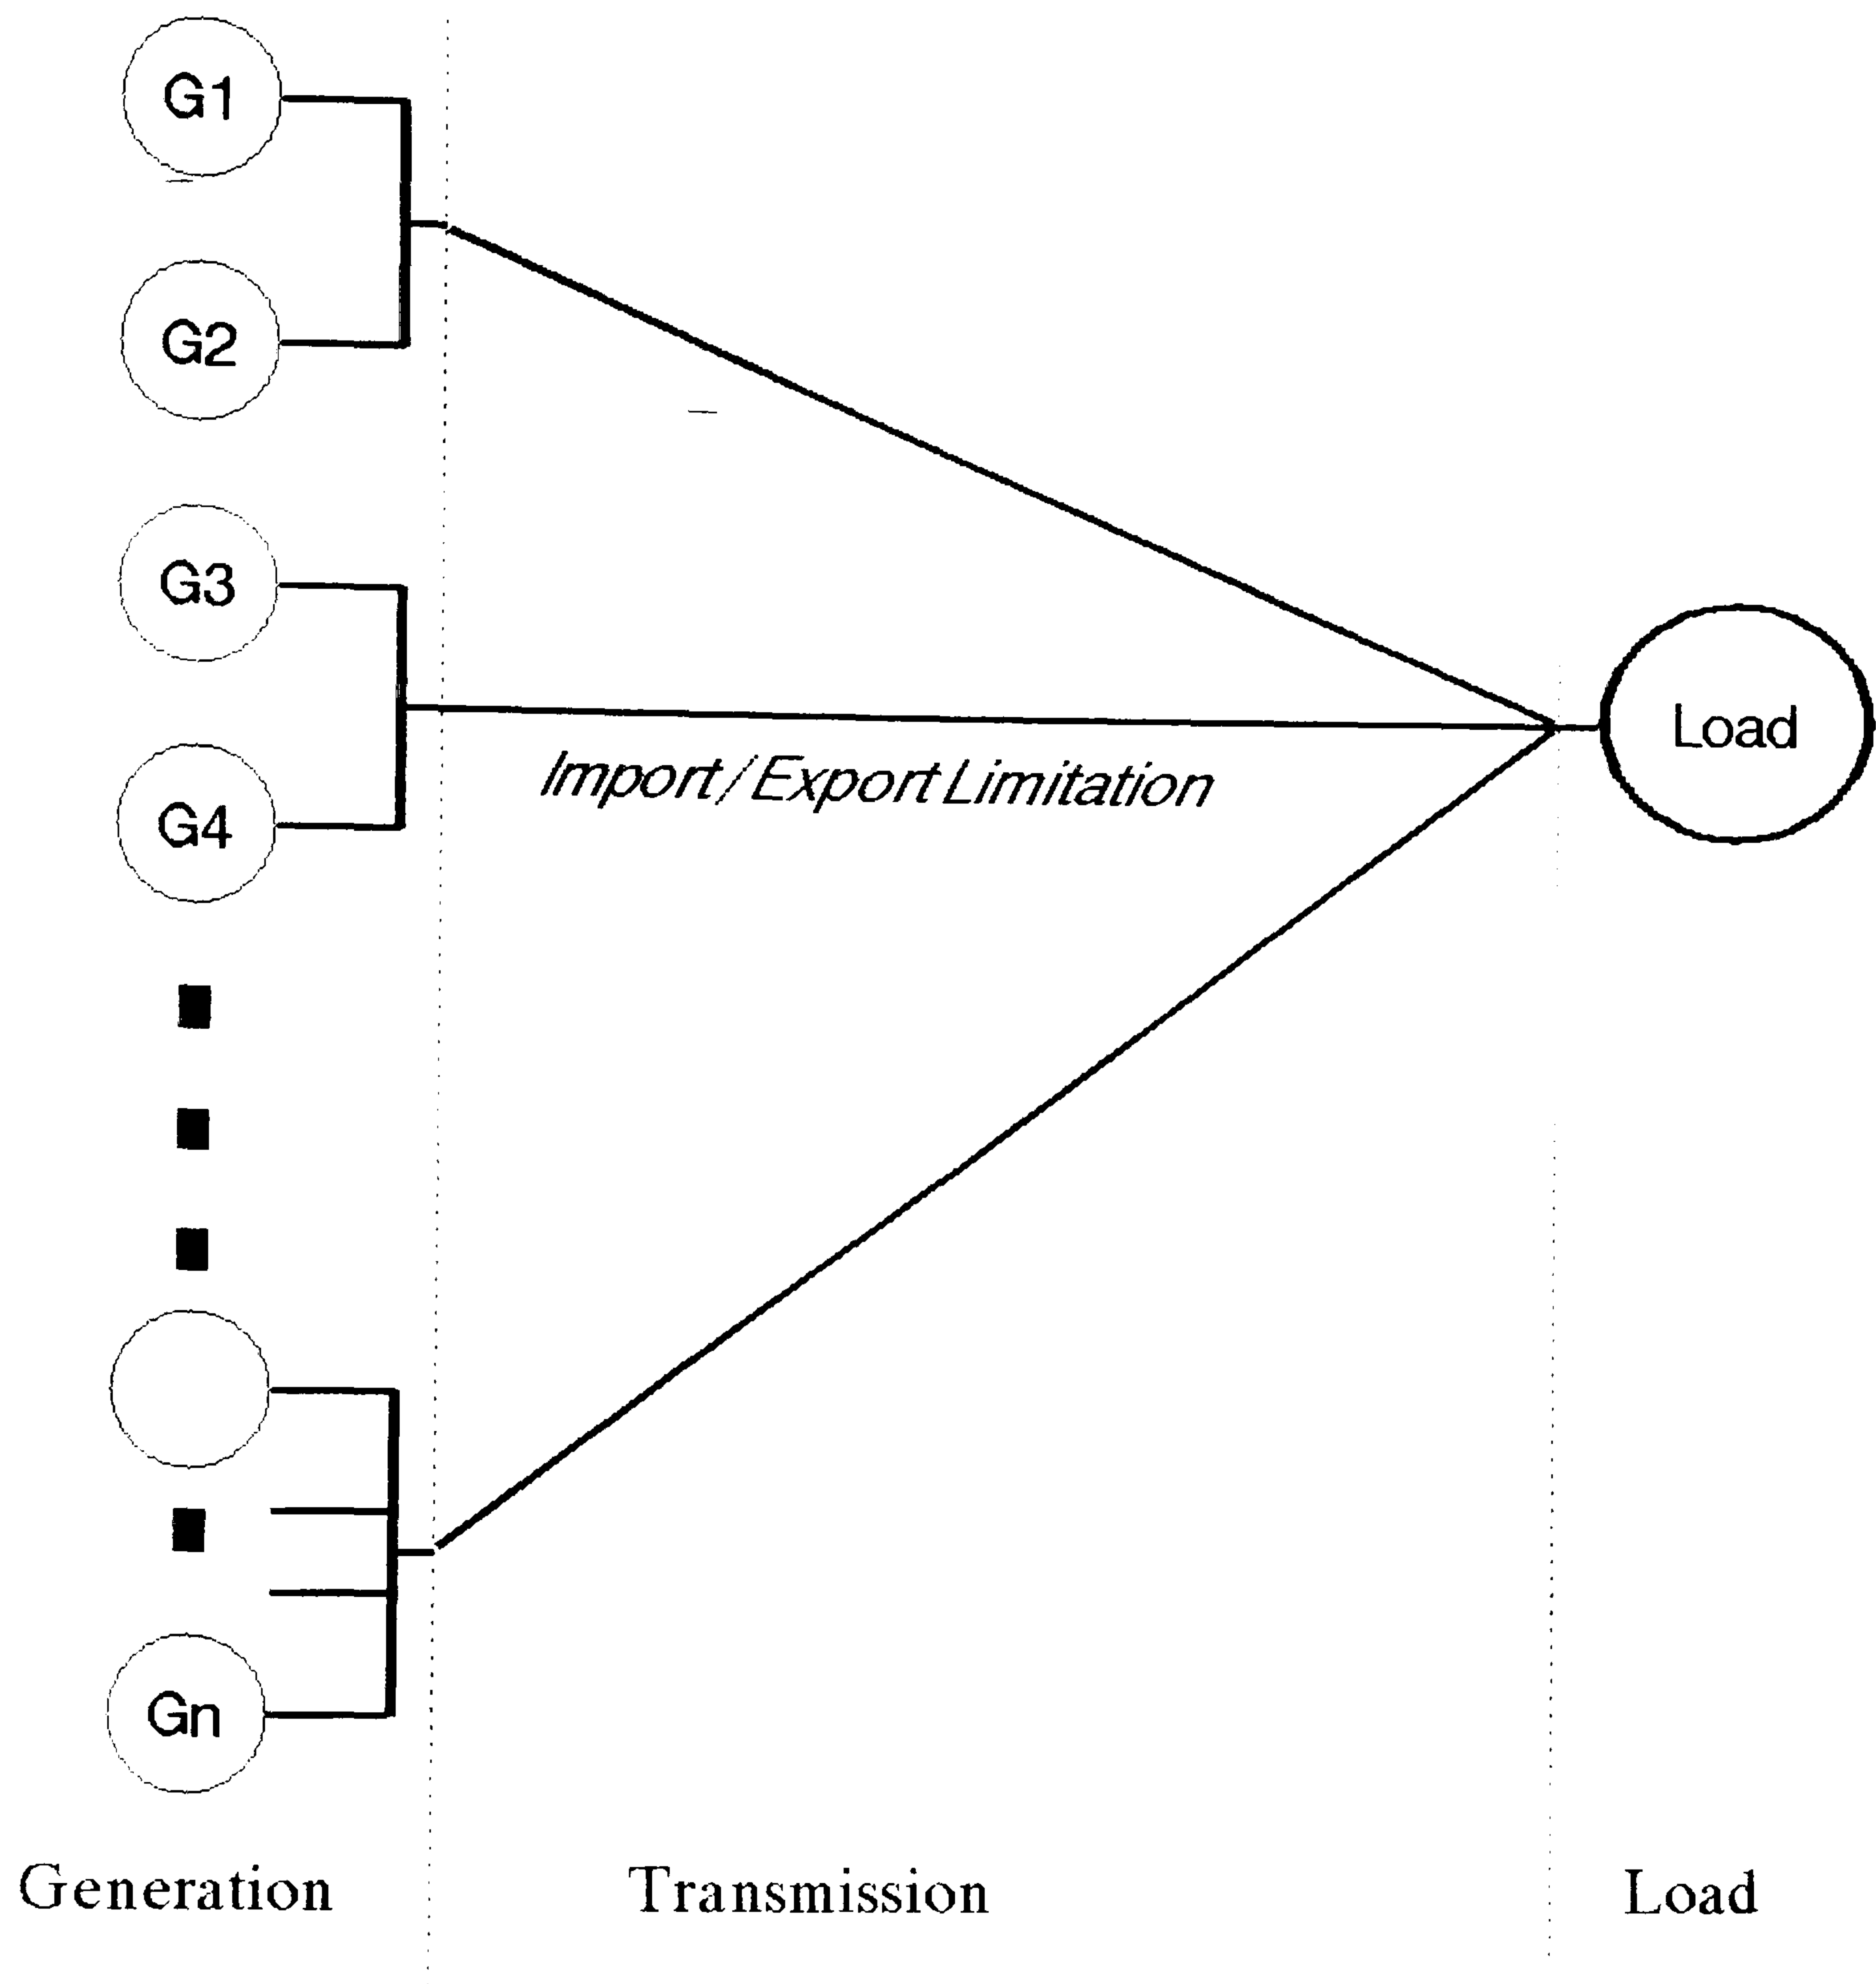 G1
G2
G3
Load
Import/Export Limitation
G4
Gn
Generation
Transmission
Load